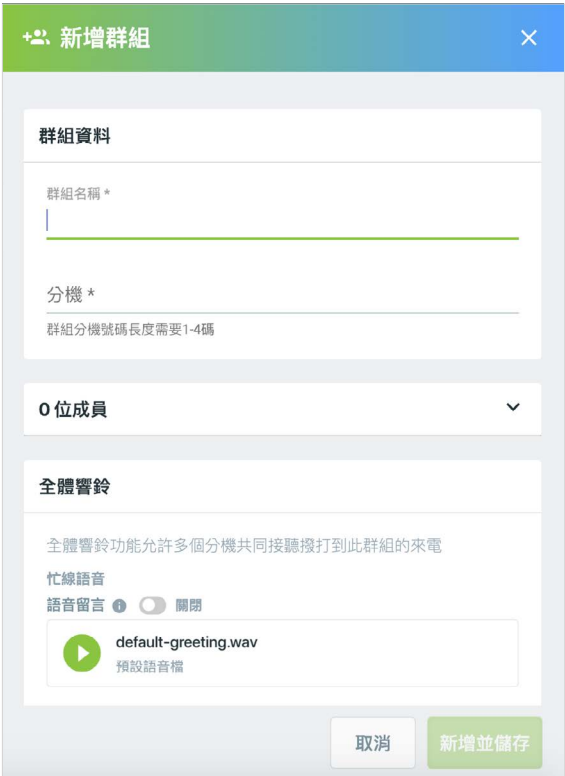 新增群組
群組資料
群組名稱 *
分機 *
群組分機號碼長度需要1-4碼
0 位成員
全體響鈴
全體響鈴功能允許多個分機共同接聽撥打到此群組的來電
忙線語音
語音留言 關閉
default-greeting.wav
預設語音檔
取消 新增並儲存